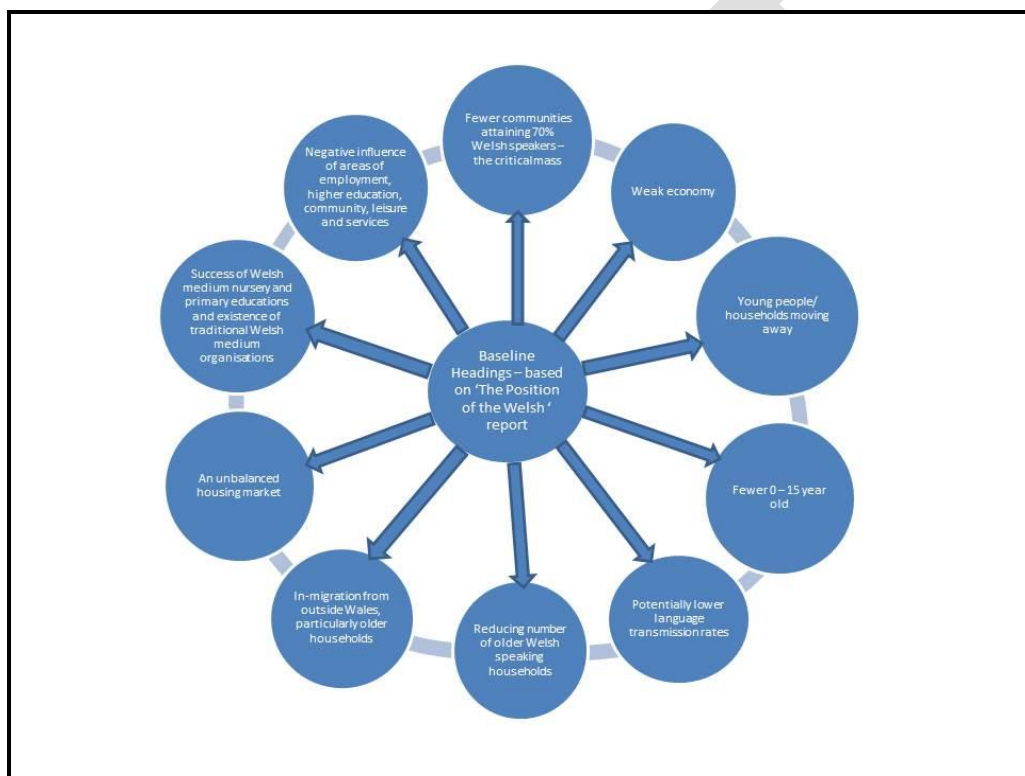 Fewer communities
attaining 70%
Welsh speakers –
the critical mass
Weak economy
Young people/
households moving
away
Fewer 0 – 15 year
old
Potentially lower
language
transmission rates
Reducing number
of older Welsh
speaking
households
In-migration from
outside Wales,
particularly older
households
An unbalanced
housing market
Success of Welsh
medium nursery and
primary educations
and existence of
traditional Welsh
medium
organisations
Negative influence
of areas of
employment,
higher education,
community, leisure
and services
Baseline
Headings – based
on ‘The Position
of the Welsh ‘
report